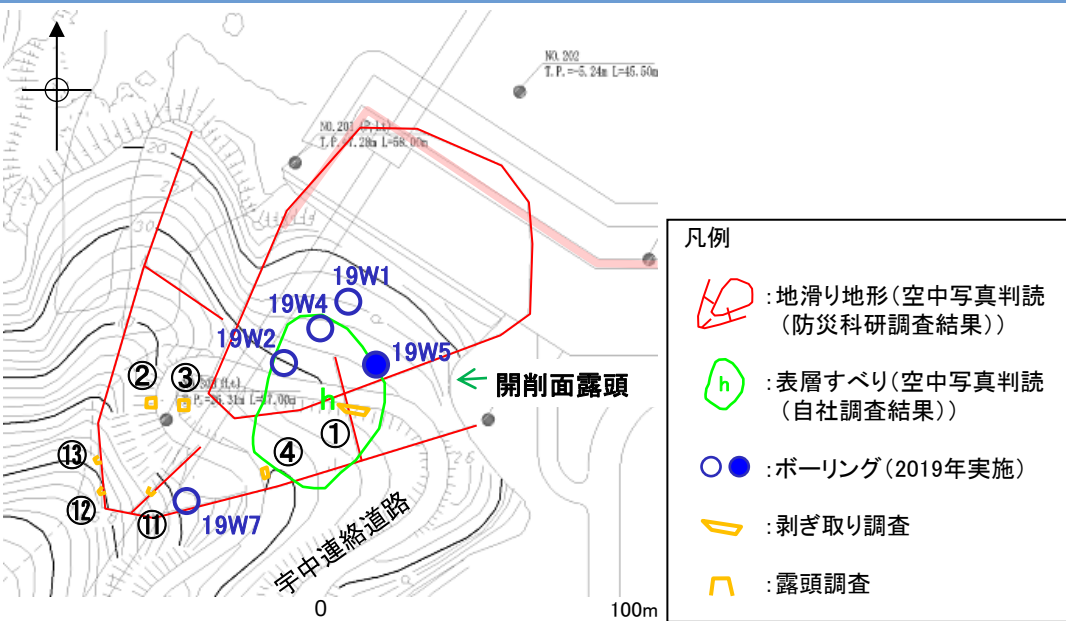 NO.202
T.P.=-5.24m L=45.50m
20
25
30
19W1
19W4
19W2
19W5
開削面露頭
h
②
③
①
④
⑬
⑫
⑪
19W7
26
宇中連絡道路
0
100m
凡例
:地滑り地形(空中写真判読
(防災科研調査結果))
h
:表層すべり(空中写真判読
(自社調査結果))
:ボーリング(2019年実施)
:剥ぎ取り調査
:露頭調査